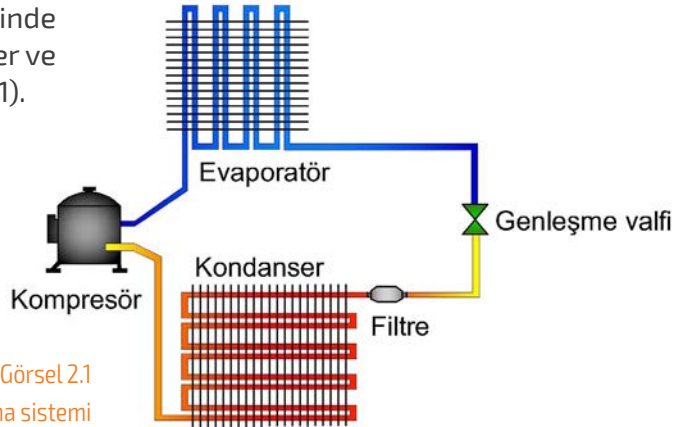 inde
er ve
1).
Evaporatör
Genleşme valfi
Kondanser
Kompresör
Filtre
Görsel 2.1
na sistemi